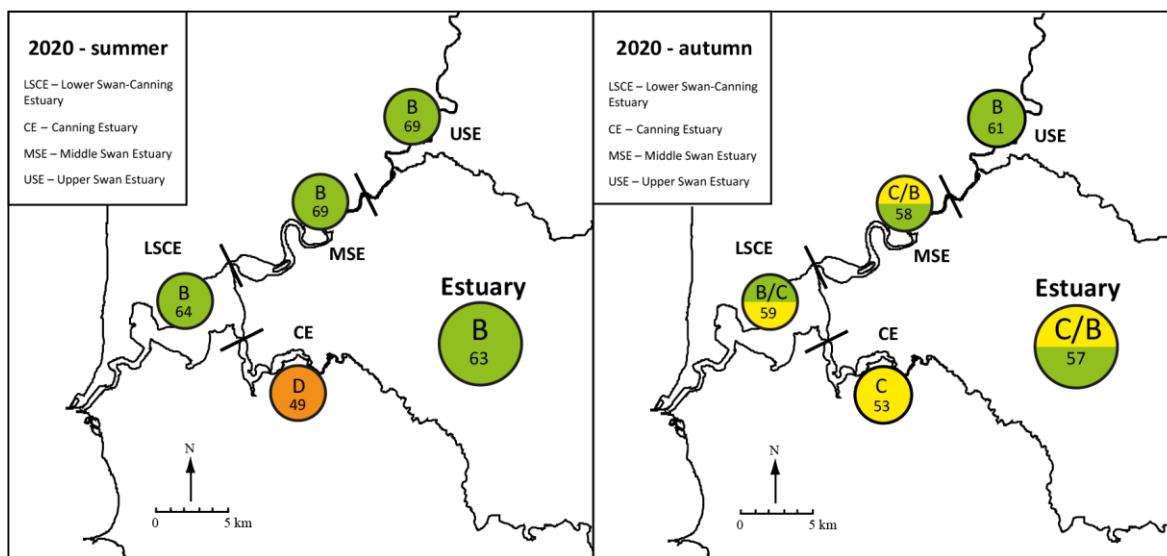 2020 - summer
LSCE – Lower Swan-Canning
Estuary
CE – Canning Estuary
MSE – Middle Swan Estuary
USE – Upper Swan Estuary
B
69
USE
B
69
MSE
LSCE
B
64
Estuary
B
63
CE
D
49
N
0 5 km
2020 - autumn
LSCE – Lower Swan-Canning
Estuary
CE – Canning Estuary
MSE – Middle Swan Estuary
USE – Upper Swan Estuary
B
61
USE
C/B
58
MSE
LSCE
B/C
59
Estuary
C/B
57
CE
C
53
N
0 5 km